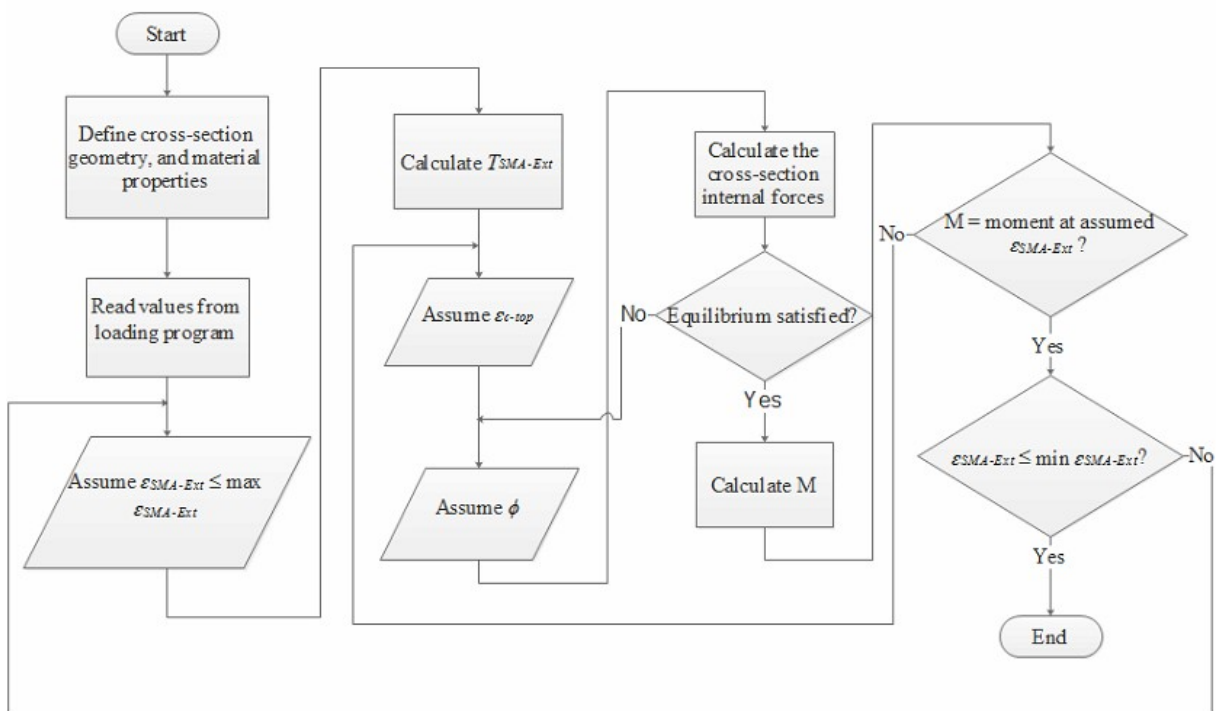 Start
Define cross-section
geometry, and material
properties
Read values from
loading program
Assume εSMA-Ext ≤ max
εSMA-Ext
Calculate TSMA-Ext
Assume εc-top
Assume ϕ
Calculate the
cross-section
internal forces
No
Equilibrium satisfied?
Yes
Calculate M
No
M = moment at assumed
εSMA-Ext ?
Yes
εSMA-Ext ≤ min εSMA-Ext?
No
Yes
End